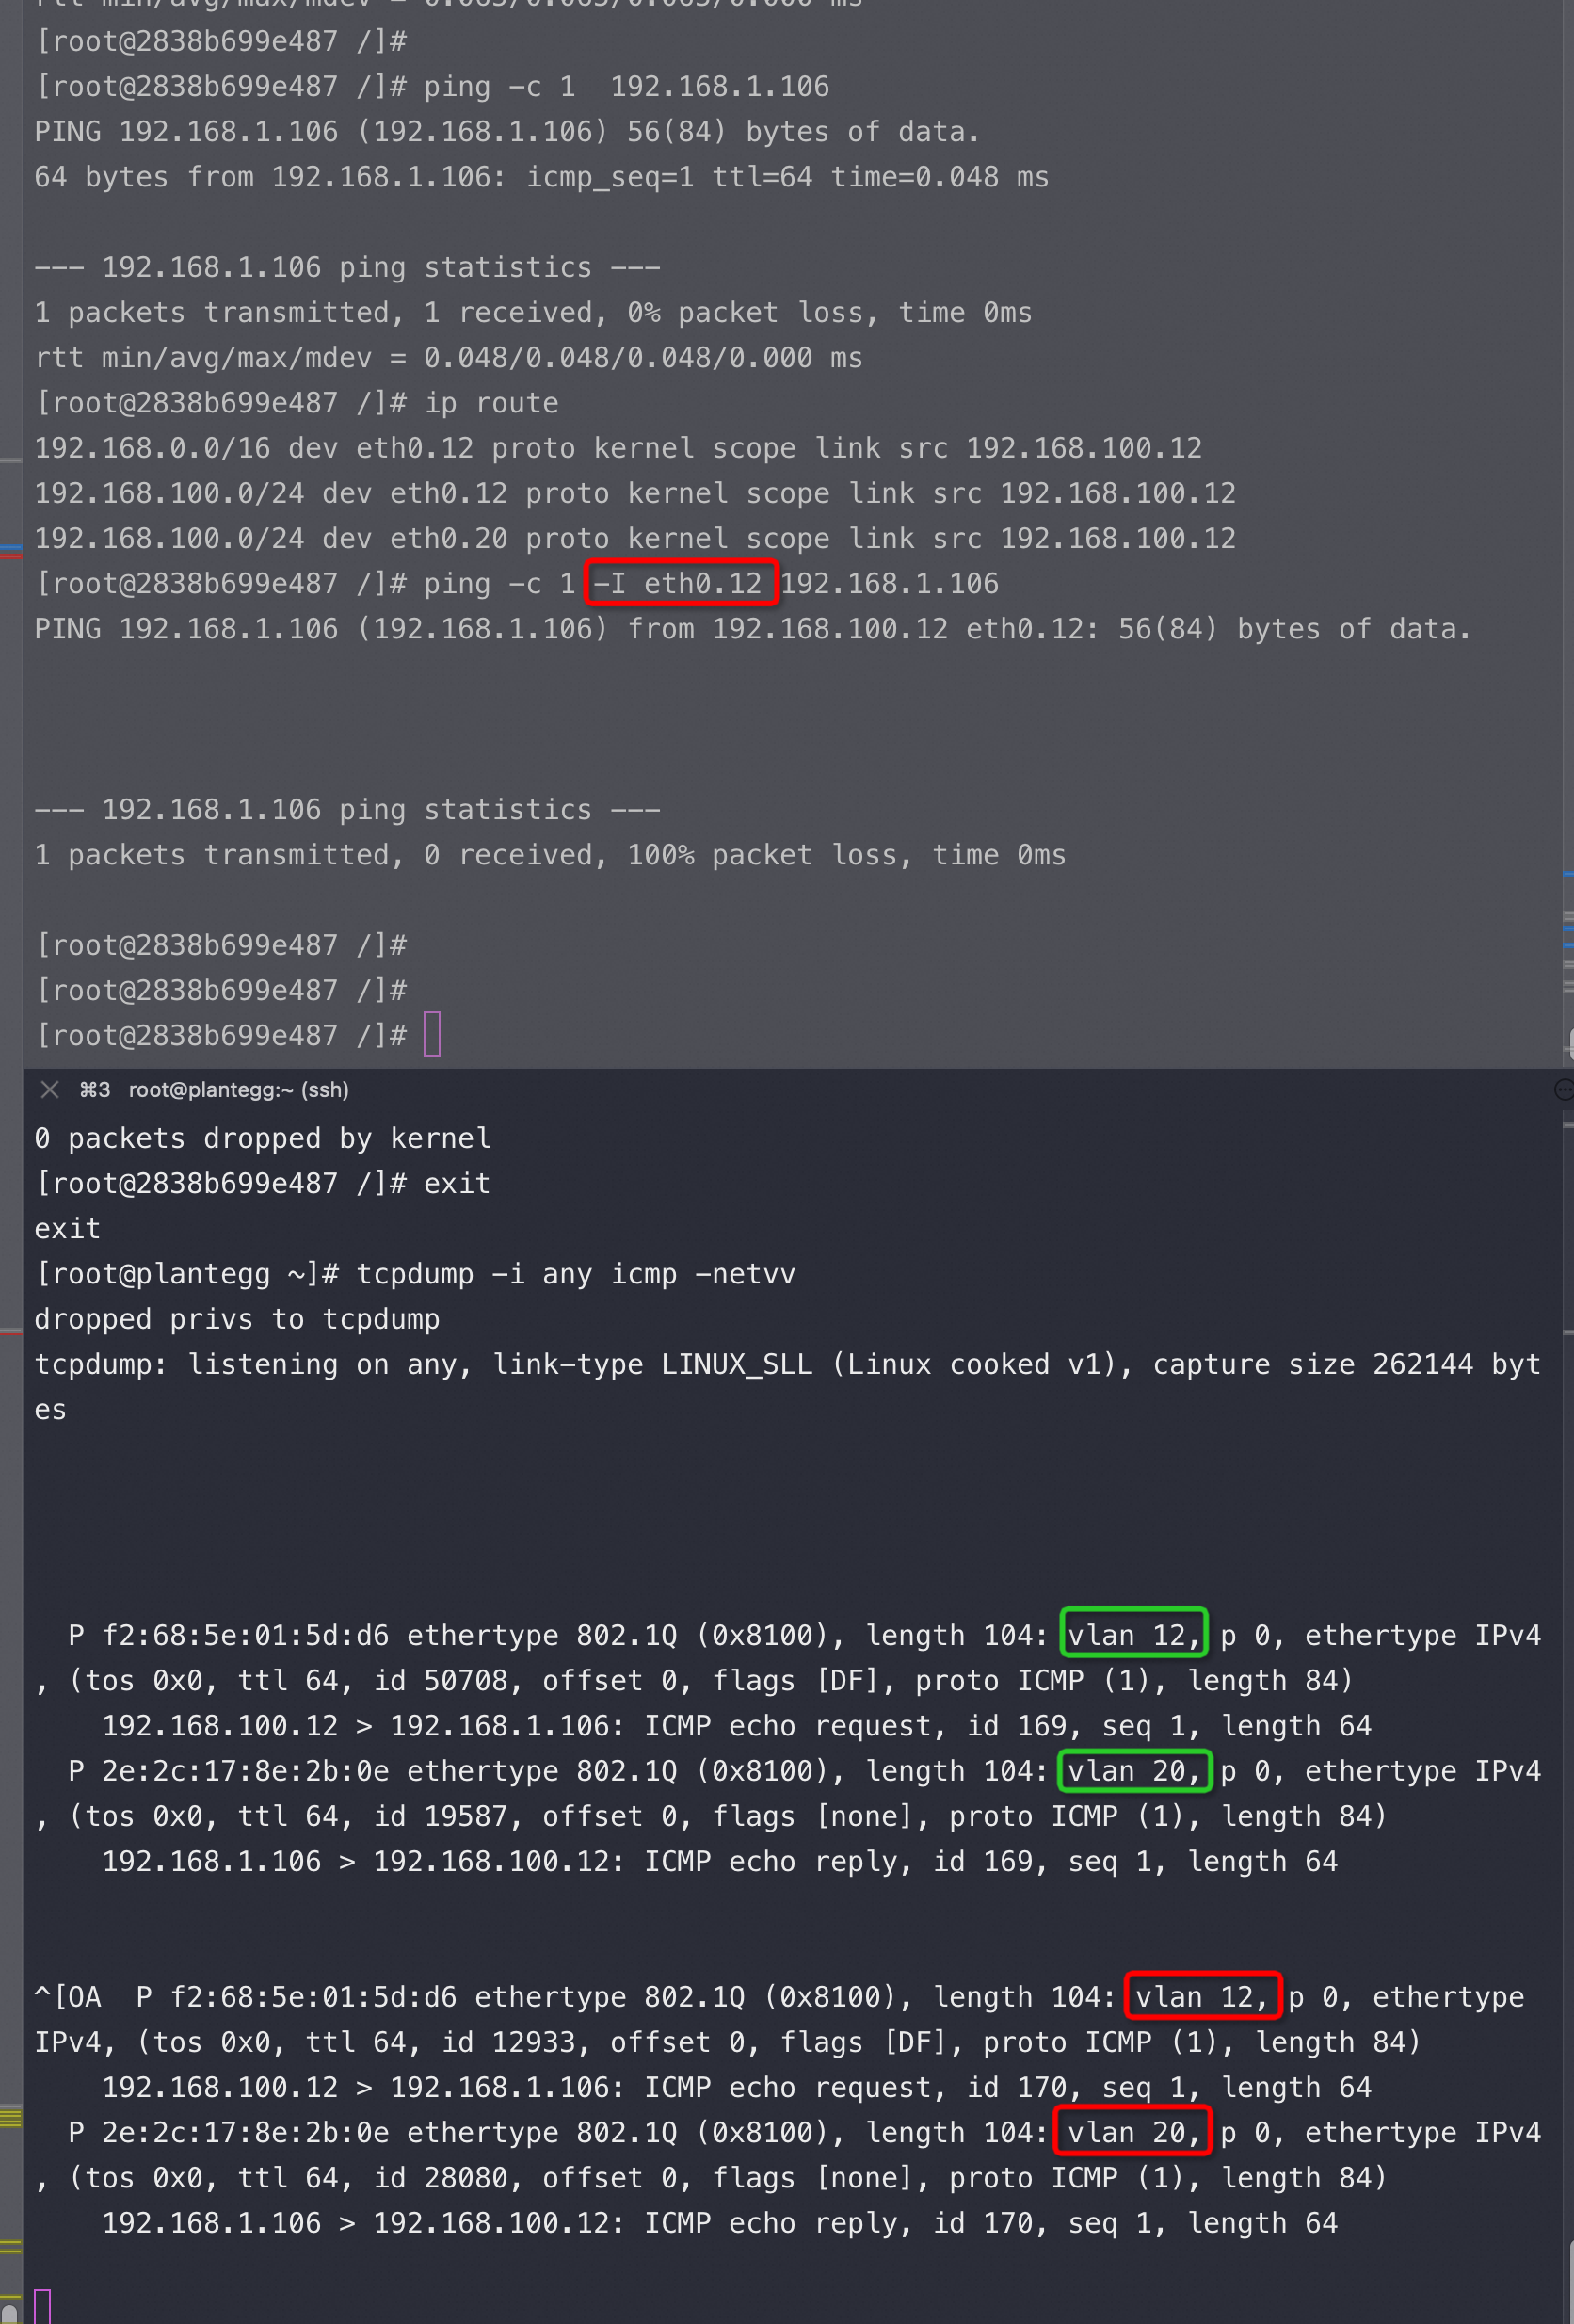 rtt min/avg/max/mdev = 0.065/0.065/0.065/0.000 ms
[root@2838b699e487 /]#
[root@2838b699e487 /]# ping -c 1  192.168.1.106
PING 192.168.1.106 (192.168.1.106) 56(84) bytes of data.
64 bytes from 192.168.1.106: icmp_seq=1 ttl=64 time=0.048 ms
--- 192.168.1.106 ping statistics ---
1 packets transmitted, 1 received, 0% packet loss, time 0ms
rtt min/avg/max/mdev = 0.048/0.048/0.048/0.000 ms
[root@2838b699e487 /]# ip route
192.168.0.0/16 dev eth0.12 proto kernel scope link src 192.168.100.12
192.168.100.0/24 dev eth0.12 proto kernel scope link src 192.168.100.12
192.168.100.0/24 dev eth0.20 proto kernel scope link src 192.168.100.12
[root@2838b699e487 /]# ping -c 1 -I eth0.12 192.168.1.106
PING 192.168.1.106 (192.168.1.106) from 192.168.100.12 eth0.12: 56(84) bytes of data.
--- 192.168.1.106 ping statistics ---
1 packets transmitted, 0 received, 100% packet loss, time 0ms
[root@2838b699e487 /]#
[root@2838b699e487 /]#
[root@2838b699e487 /]#
⌘3 root@plantegg:~ (ssh)
0 packets dropped by kernel
[root@2838b699e487 /]# exit
exit
[root@plantegg ~]# tcpdump -i any icmp -netvv
dropped privs to tcpdump
tcpdump: listening on any, link-type LINUX_SLL (Linux cooked v1), capture size 262144 byt
es
P f2:68:5e:01:5d:d6 ethertype 802.1Q (0x8100), length 104: vlan 12, p 0, ethertype IPv4
, (tos 0x0, ttl 64, id 50708, offset 0, flags [DF], proto ICMP (1), length 84)
192.168.100.12 > 192.168.1.106: ICMP echo request, id 169, seq 1, length 64
P 2e:2c:17:8e:2b:0e ethertype 802.1Q (0x8100), length 104: vlan 20, p 0, ethertype IPv4
, (tos 0x0, ttl 64, id 19587, offset 0, flags [none], proto ICMP (1), length 84)
192.168.1.106 > 192.168.100.12: ICMP echo reply, id 169, seq 1, length 64
^[OA  P f2:68:5e:01:5d:d6 ethertype 802.1Q (0x8100), length 104: vlan 12, p 0, ethertype
IPv4, (tos 0x0, ttl 64, id 12933, offset 0, flags [DF], proto ICMP (1), length 84)
192.168.100.12 > 192.168.1.106: ICMP echo request, id 170, seq 1, length 64
P 2e:2c:17:8e:2b:0e ethertype 802.1Q (0x8100), length 104: vlan 20, p 0, ethertype IPv4
, (tos 0x0, ttl 64, id 28080, offset 0, flags [none], proto ICMP (1), length 84)
192.168.1.106 > 192.168.100.12: ICMP echo reply, id 170, seq 1, length 64